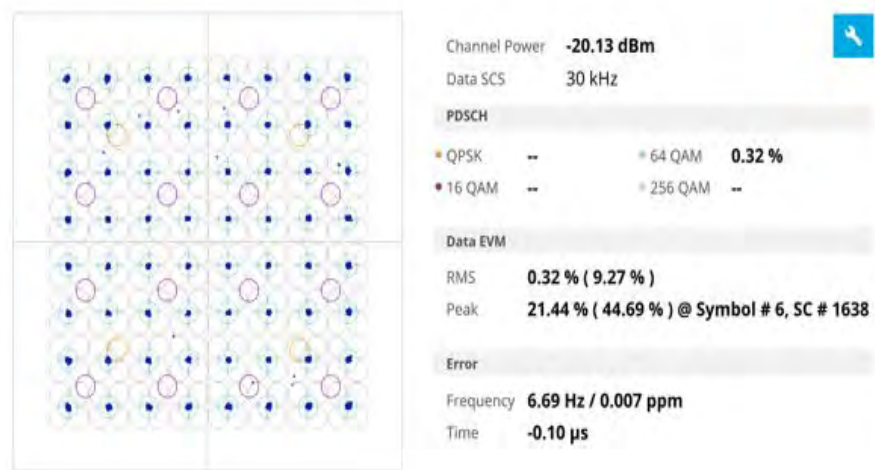 Channel Power -20.13 dBm
Data SCS 30 kHz
PDSCH
QPSK -- 64 QAM 0.32 %
16 QAM -- 256 QAM --
Data EVM
RMS 0.32 % ( 9.27 % )
Peak 21.44 % ( 44.69 % ) @ Symbol # 6, SC # 1638
Error
Frequency 6.69 Hz / 0.007 ppm
Time -0.10 µs